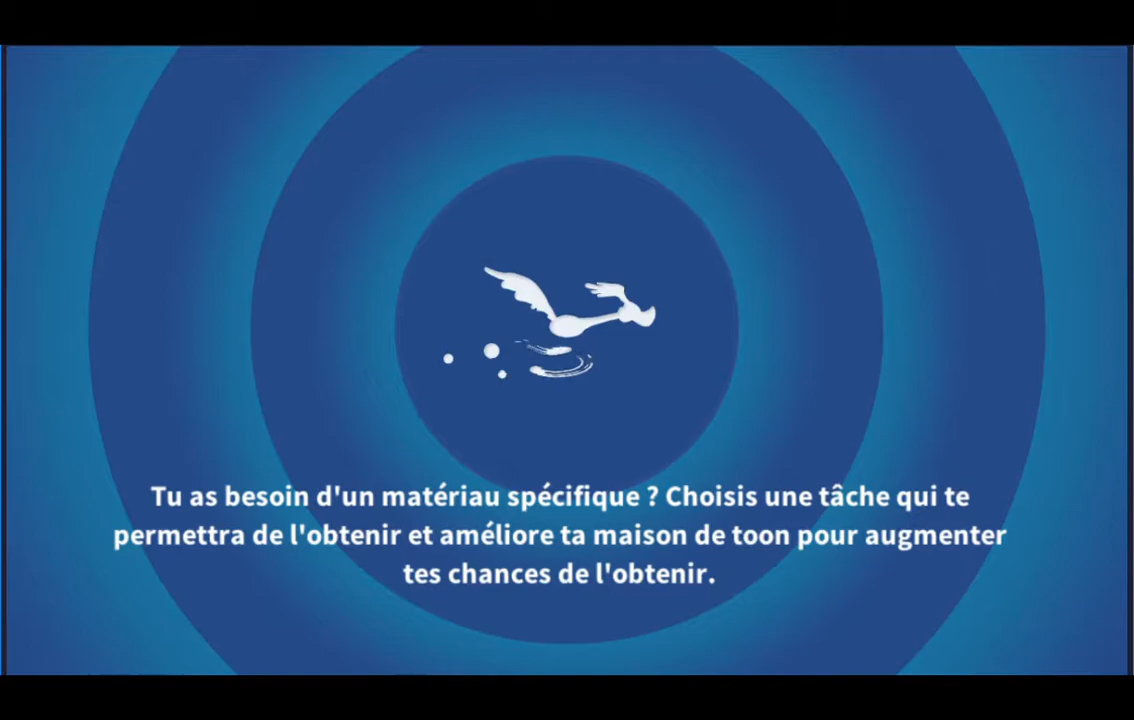 Tu as besoin d'un matériau spécifique ? Choisis une tâche qui te
permettra de l'obtenir et améliore ta maison de toon pour augmenter
tes chances de l'obtenir.